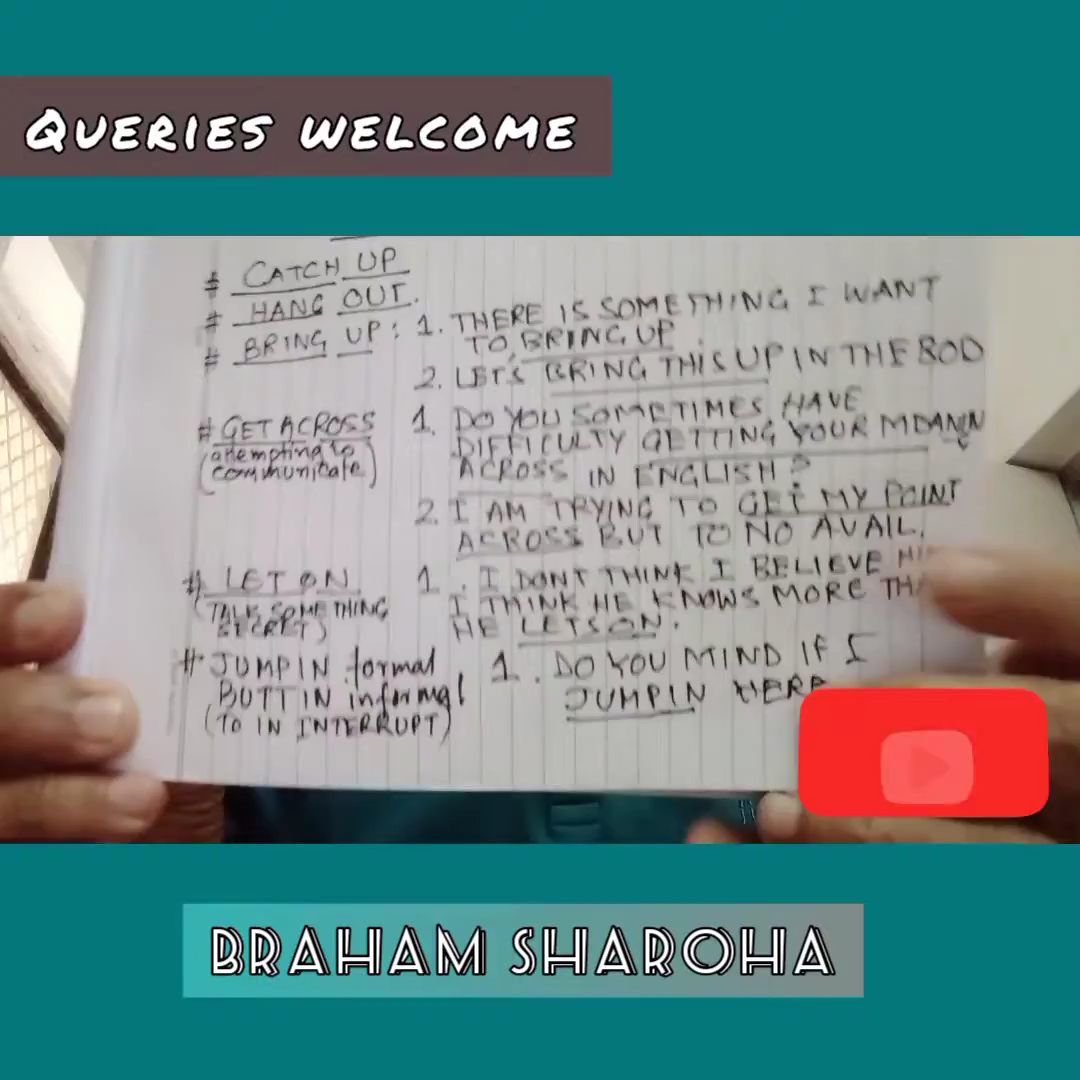 QUERIES WELCOME
# CATCH UP
# HANG OUT.
# BRING UP: 1. THERE IS SOMETHING I WANT
TO BRING UP.
2. LET'S BRING THIS UP IN THE BOD
# GET ACROSS
(attempting to
communicate)
1. DO YOU SOMETIMES HAVE
DIFFICULTY GETTING YOUR MEANIN
ACROSS IN ENGLISH?
2. I AM TRYING TO GET MY POINT
ACROSS BUT TO NO AVAIL.
# LET ON
(TALK SOMETHING
SECRET)
1. I DONT THINK I BELIEVE
I THINK HE KNOWS MORE
HE LETS ON.
# JUMP IN formal
BUTT IN informal
(TO IN INTERRUPT)
1. DO YOU MIND IF I
JUMPIN HERE
BRAHAM SHAROHA